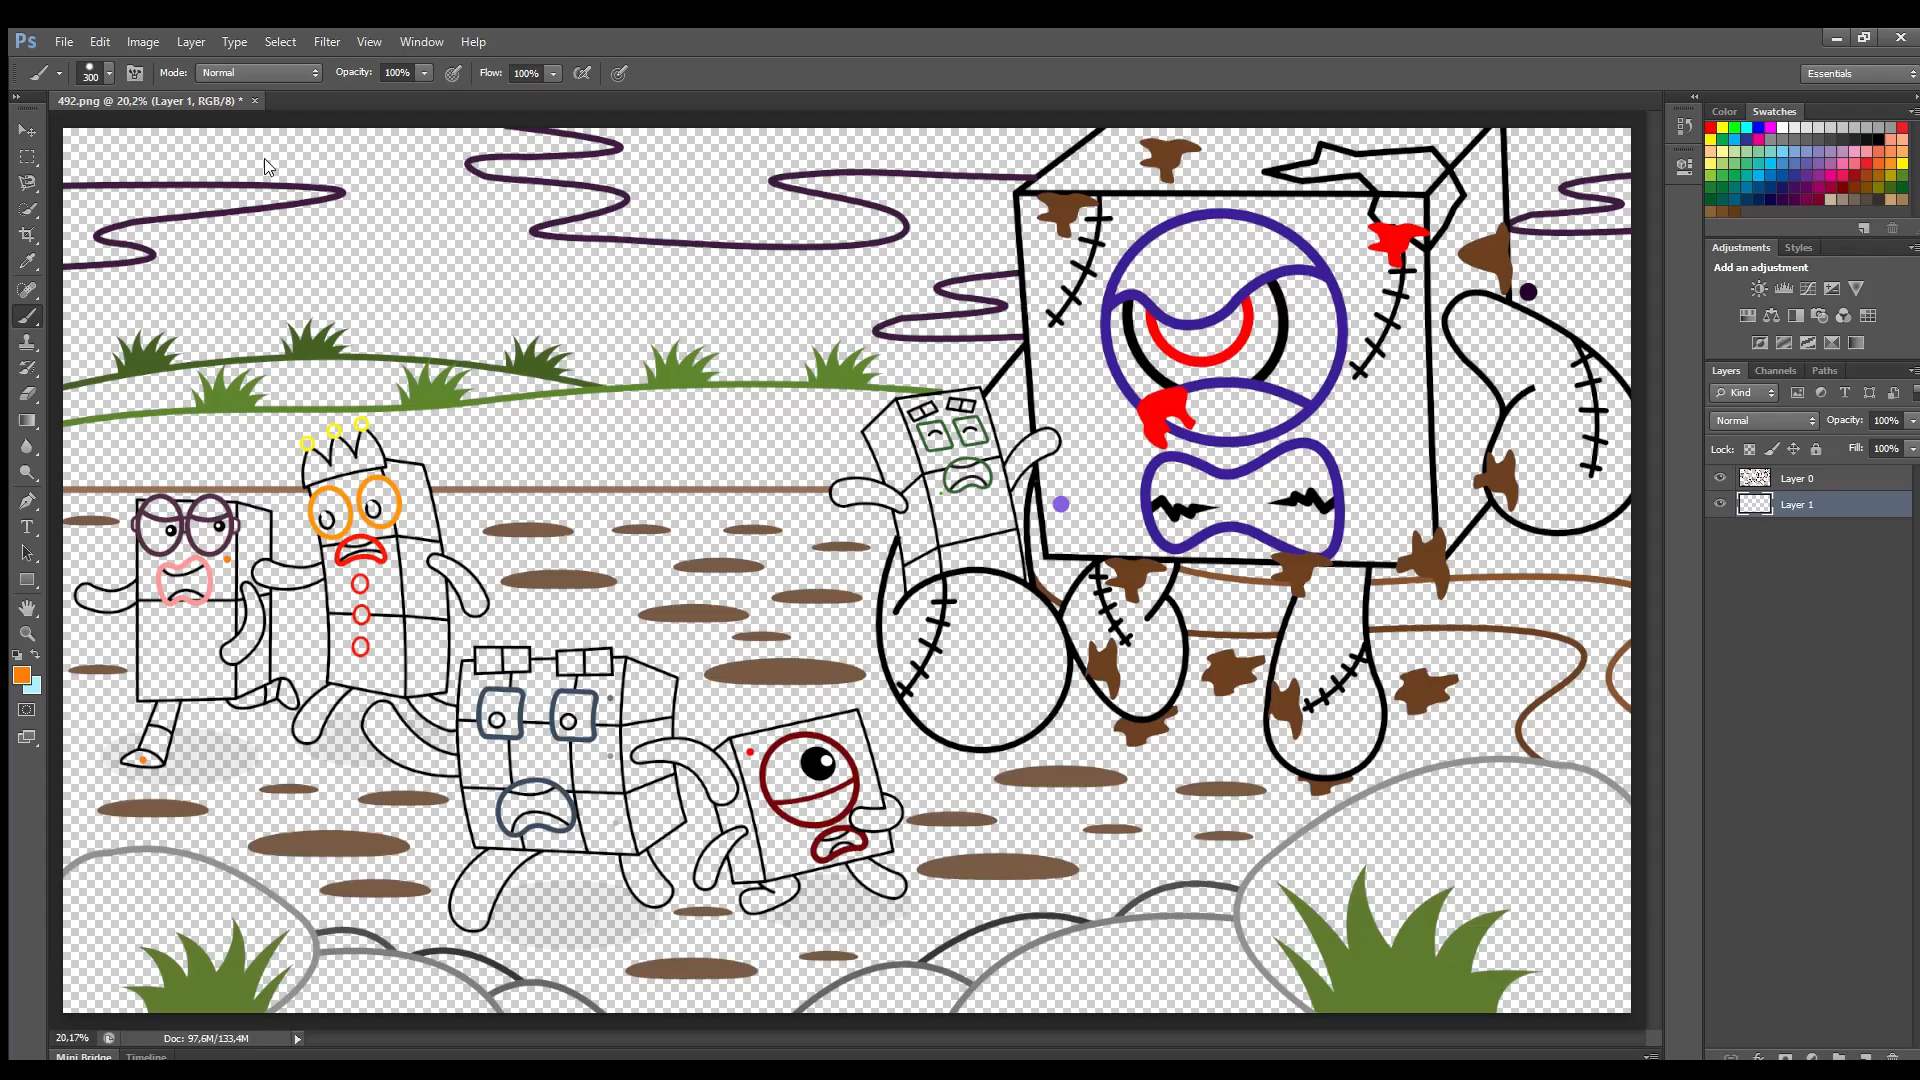 Ps File Edit Image Layer Type Select Filter View Window Help
300 Mode: Normal Opacity: 100% Flow: 100% Essentials
492.png @ 20,2% (Layer 1, RGB/8) * ×
Color Swatches
Adjustments Styles
Add an adjustment
Layers Channels Paths
Kind
Normal Opacity: 100%
Lock: Fill: 100%
Layer 0
Layer 1
20,17% Doc: 97,6M/133,4M
Mini Bridge Timeline